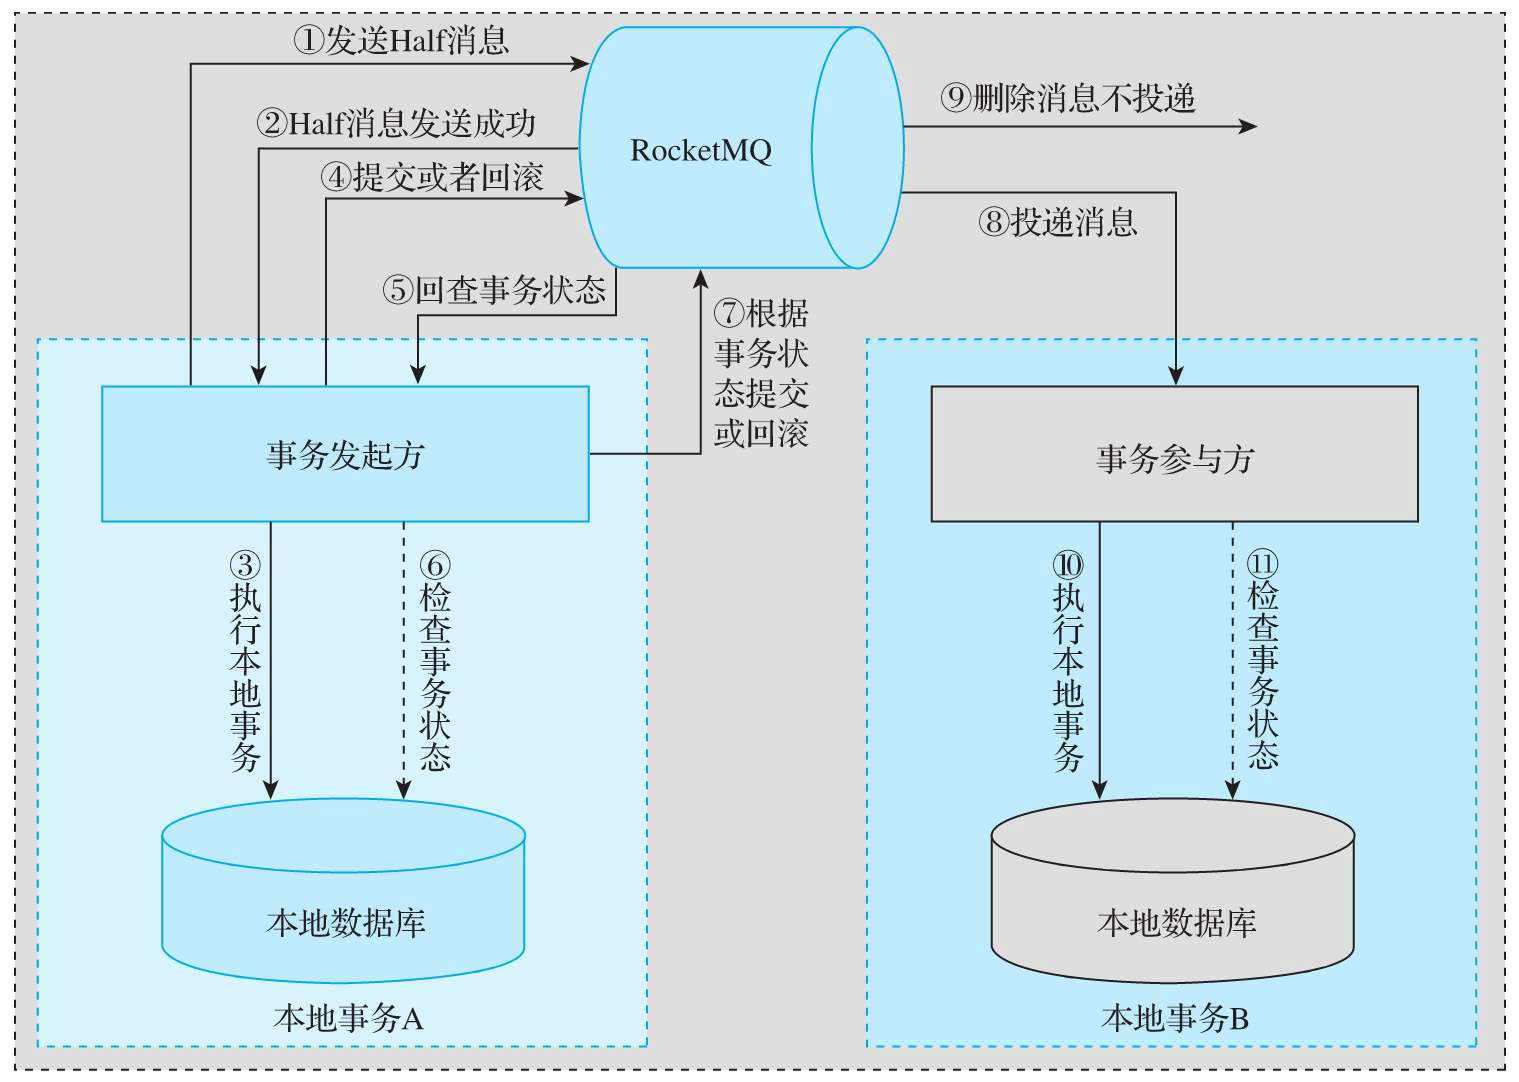 ①发送Half消息
②Half消息发送成功
④提交或者回滚
RocketMQ
⑨删除消息不投递
⑧投递消息
⑤回查事务状态
⑦根据
事务状
态提交
或回滚
事务发起方
事务参与方
③执行本地事务
⑥检查事务状态
⑩执行本地事务
⑪检查事务状态
本地数据库
本地数据库
本地事务A
本地事务B